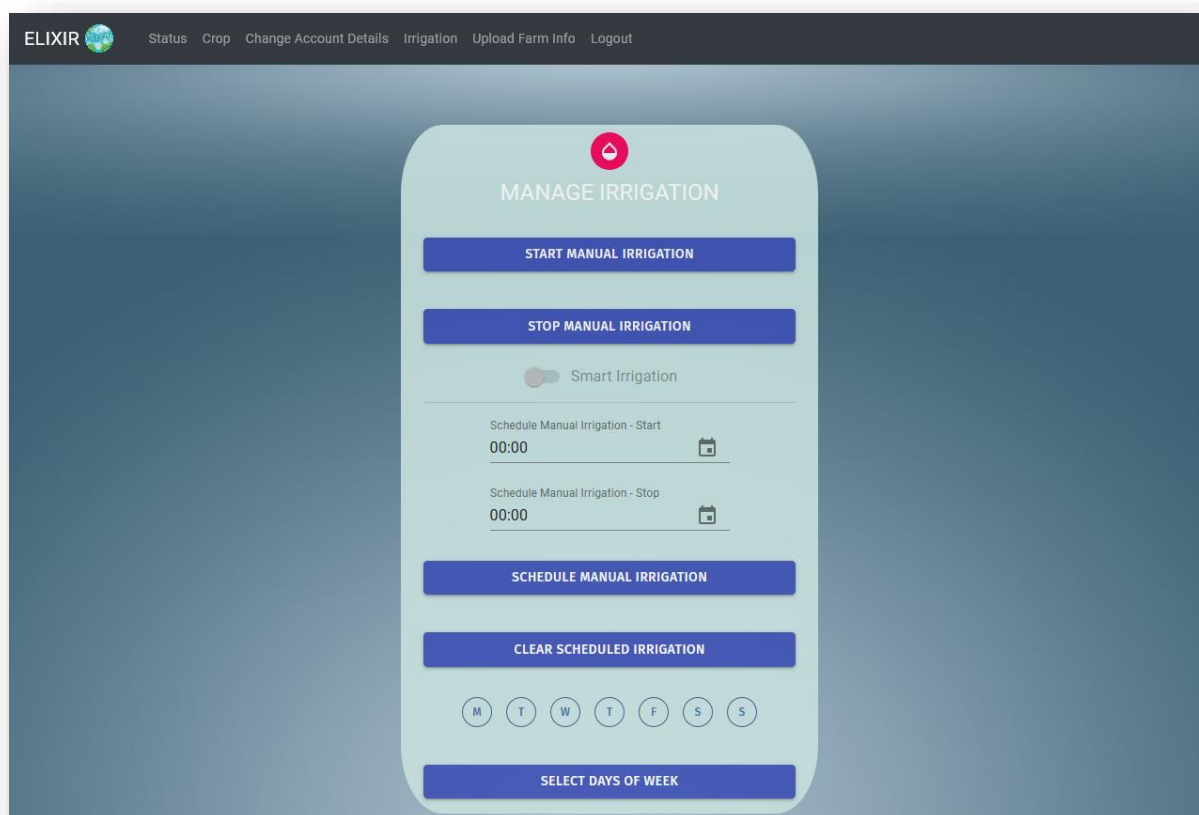 ELIXIR Status Crop Change Account Details Irrigation Upload Farm Info Logout
MANAGE IRRIGATION
START MANUAL IRRIGATION
STOP MANUAL IRRIGATION
Smart Irrigation
Schedule Manual Irrigation - Start
00:00
Schedule Manual Irrigation - Stop
00:00
SCHEDULE MANUAL IRRIGATION
CLEAR SCHEDULED IRRIGATION
M T W T F S S
SELECT DAYS OF WEEK